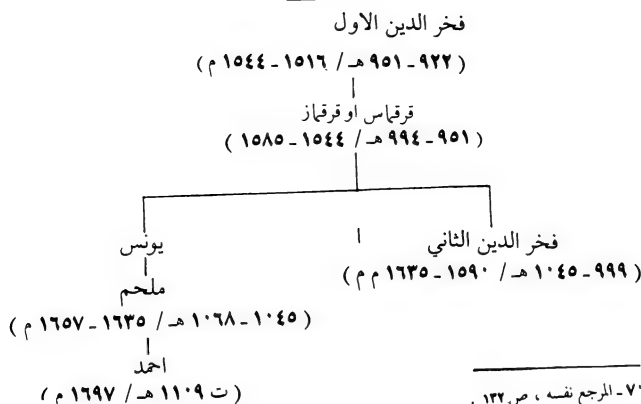 فخر الدين الاول
( ٩٢٢ - ٩٥١ هـ / ١٥١٦ - ١٥٤٤ م )
قرقماس او قرقماز
( ٩٥١ - ٩٩٤ هـ / ١٥٤٤ - ١٥٨٥ )
فخر الدين الثاني
( ٩٩٩ - ١٠٤٥ هـ / ١٥٩٠ - ١٦٣٥ م م )
يونس
ملحم
( ١٠٤٥ - ١٠٦٨ هـ / ١٦٣٥ - ١٦٥٧ م )
احمد
( ت ١١٠٩ هـ / ١٦٩٧ م )
٧٠ - المرجع نفسه ، ص ١٣٢ .